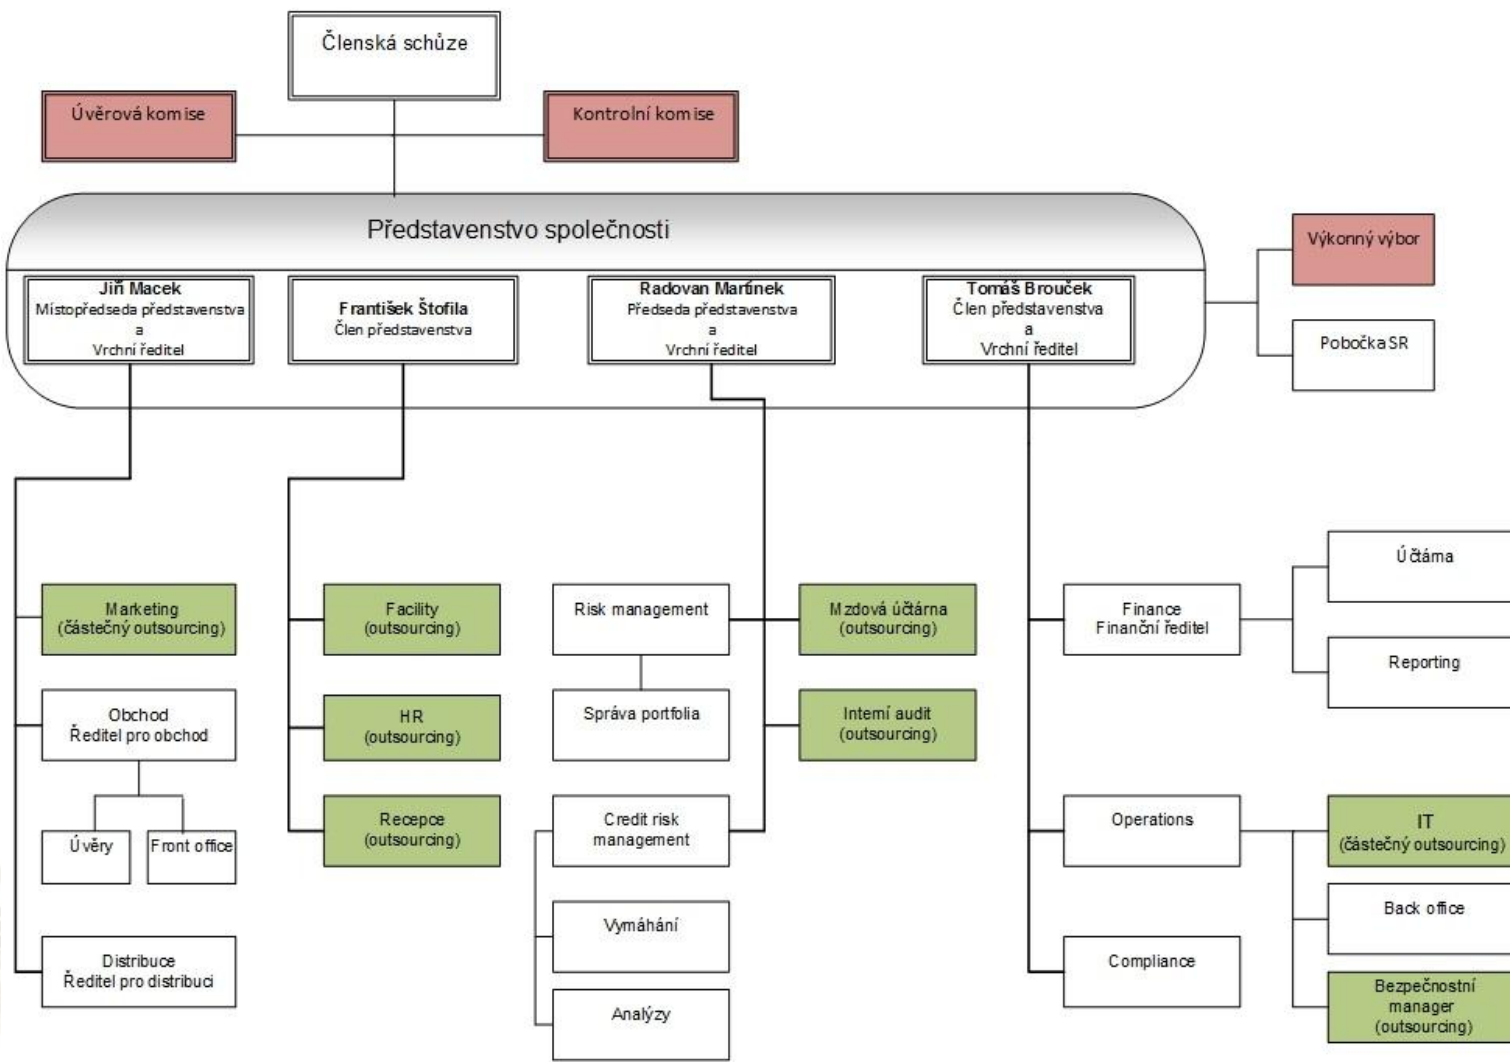 Členská schůze
Úvěrová komise
Kontrolní komise
Představenstvo společnosti
Výkonný výbor
Pobočka SR
Jiří Macek
Místopředseda představenstva
a
Vrchní ředitel
František Štofila
Člen představenstva
Radovan Martínek
Předseda představenstva
a
Vrchní ředitel
Tomáš Brouček
Člen představenstva
a
Vrchní ředitel
Marketing
(částečný outsourcing)
Obchod
Ředitel pro obchod
Úvěry
Front office
Distribuce
Ředitel pro distribuci
Facility
(outsourcing)
HR
(outsourcing)
Recepce
(outsourcing)
Risk management
Správa portfolia
Credit risk
management
Vymáhání
Analýzy
Mzdová účtárna
(outsourcing)
Interní audit
(outsourcing)
Finance
Finanční ředitel
Účtárna
Reporting
Operations
IT
(částečný outsourcing)
Back office
Bezpečnostní
manager
(outsourcing)
Compliance